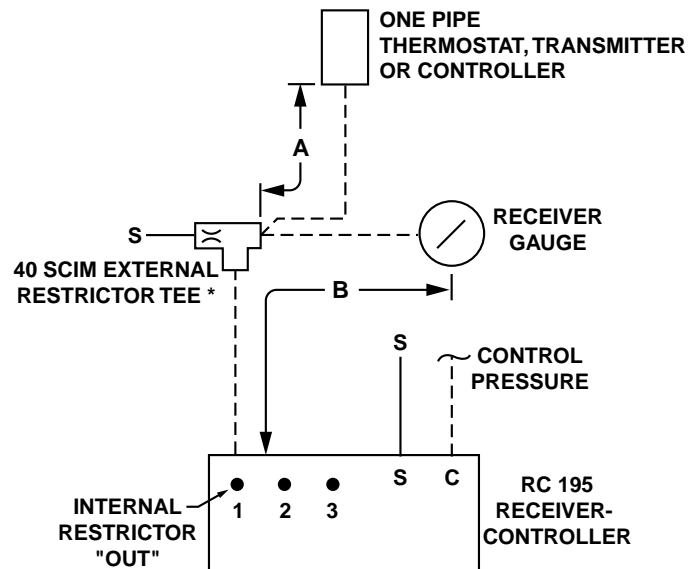 ONE PIPE
THERMOSTAT, TRANSMITTER
OR CONTROLLER
A
S
RECEIVER
GAUGE
40 SCIM EXTERNAL
RESTRICTOR TEE *
B
S
CONTROL
PRESSURE
S C
INTERNAL
RESTRICTOR
"OUT"
1 2 3
RC 195
RECEIVER-
CONTROLLER